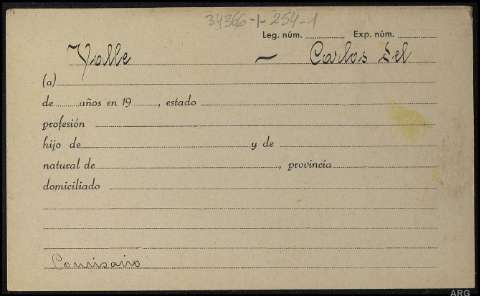 34366-1-254-1
Leg. núm. Exp. núm.
Valle - Carlos Del
(a)
de años en 19 , estado
profesión
hijo de y de
natural de , provincia
domiciliado
Comisario
ARG